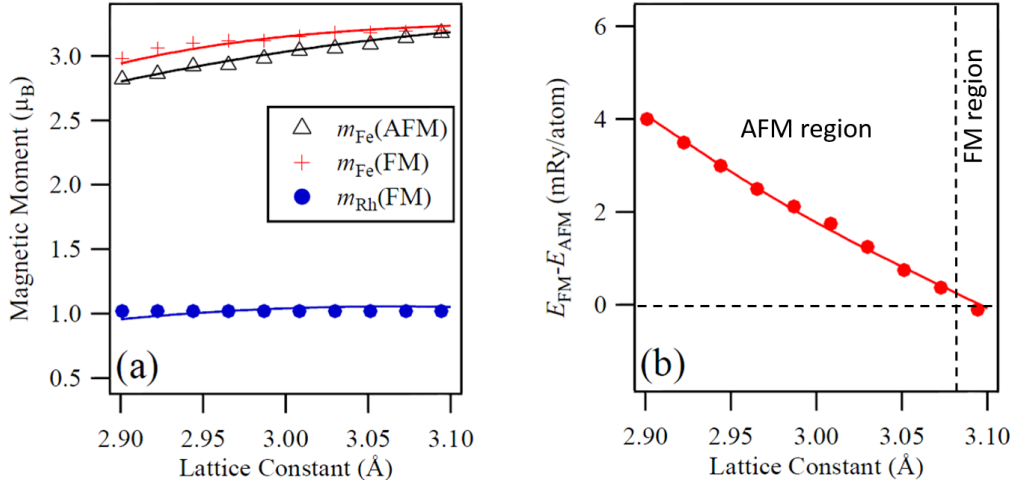 Magnetic Moment (μB)
3.0
2.5
2.0
1.5
1.0
0.5
mFe(AFM)
mFe(FM)
mRh(FM)
(a)
2.90
2.95
3.00
3.05
3.10
Lattice Constant (Å)
EFM-EAFM (mRy/atom)
6
4
2
0
AFM region
FM region
(b)
2.90
2.95
3.00
3.05
3.10
Lattice Constant (Å)